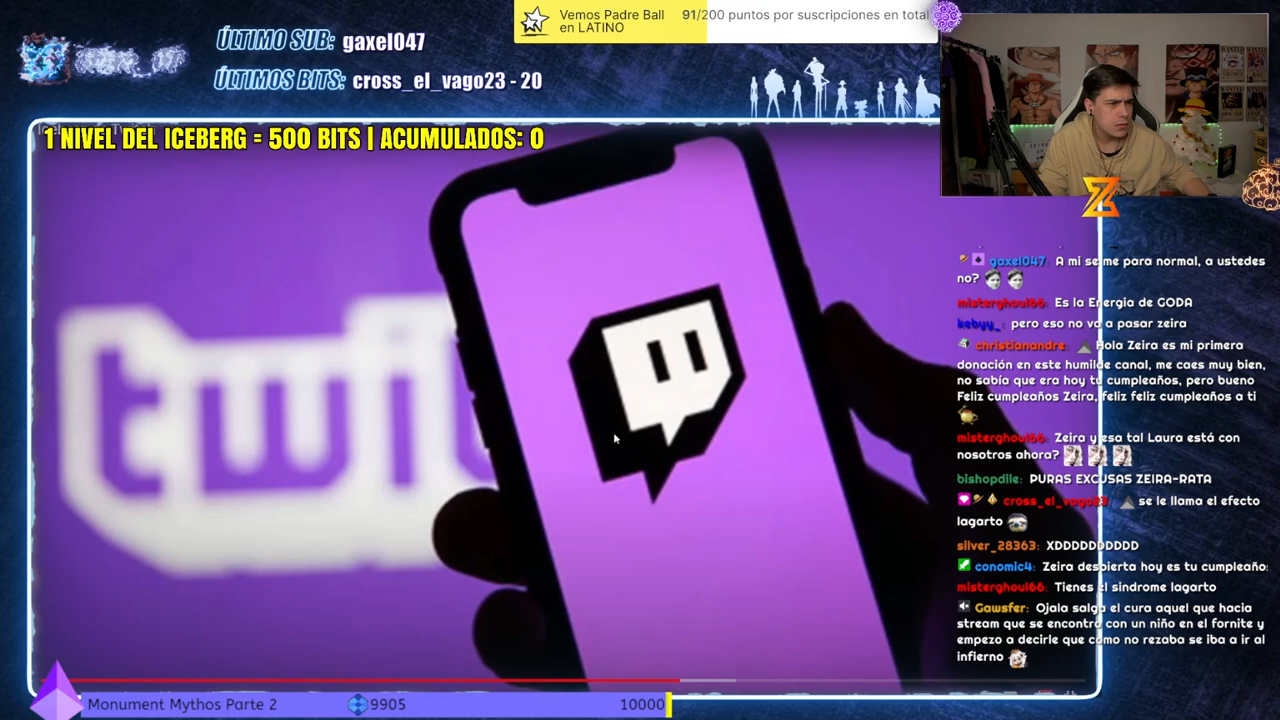 ÚLTIMO SUB: gaxel047
ÚLTIMOS BITS: cross_el_vago23 - 20
Vemos Padre Ball
en LATINO
91/200 puntos por suscripciones en total
1 NIVEL DEL ICEBERG = 500 BITS | ACUMULADOS: 0
gaxel047: A mi se me para normal, a ustedes
no?
misterghoul66: Es la Energia de GODA
kebyy_: pero eso no va a pasar zeira
christianandre: Hola Zeira es mi primera
donación en este humilde canal, me caes muy bien,
no sabía que era hoy tu cumpleaños, pero bueno
Feliz cumpleaños Zeira, feliz feliz cumpleaños a ti
misterghoul66: Zeira y esa tal Laura está con
nosotros ahora?
bishopdile: PURAS EXCUSAS ZEIRA-RATA
cross_el_vago23: se le llama el efecto
lagarto
silver_28363: XDDDDDDDDDD
conomic4: Zeira despierta hoy es tu cumpleaño
misterghoul66: Tienes el sindrome lagarto
Gawsfer: Ojala salga el cura aquel que hacia
stream que se encontro con un niño en el fornite y
empezo a decirle que como no rezaba se iba a ir al
infierno
Monument Mythos Parte 2
9905
10000